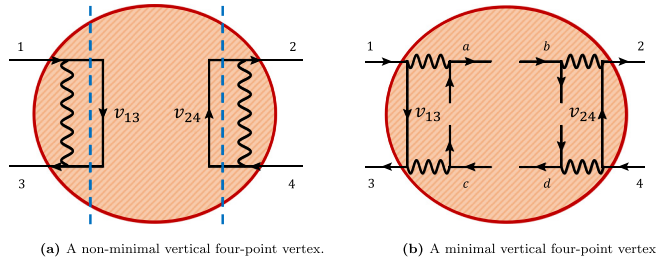 1 2
v13 v24
3 4
(a) A non-minimal vertical four-point vertex.
1 a b 2
v13 v24
3 c d 4
(b) A minimal vertical four-point vertex